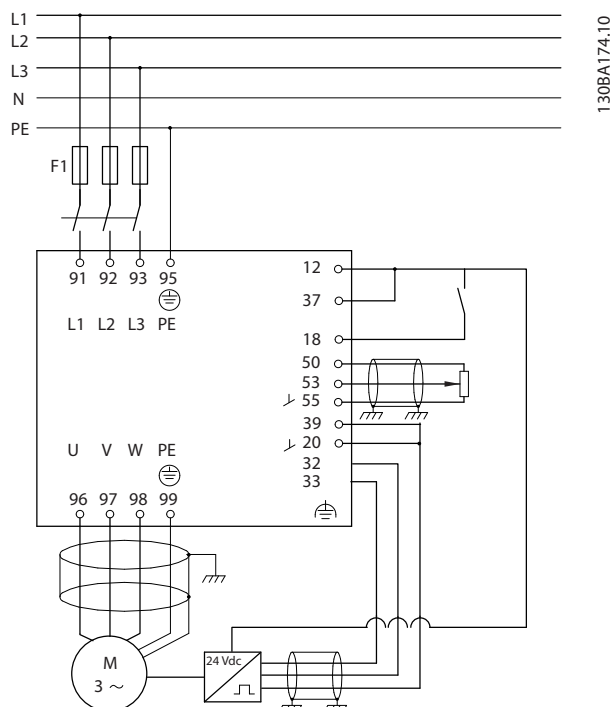 L1
L2
L3
N
PE
130BA174.10
F1
91 92 93 95
L1 L2 L3 PE
12
37
18
50
53
55
39
20
32
33
U V W PE
96 97 98 99
M
3 ~
24 Vdc